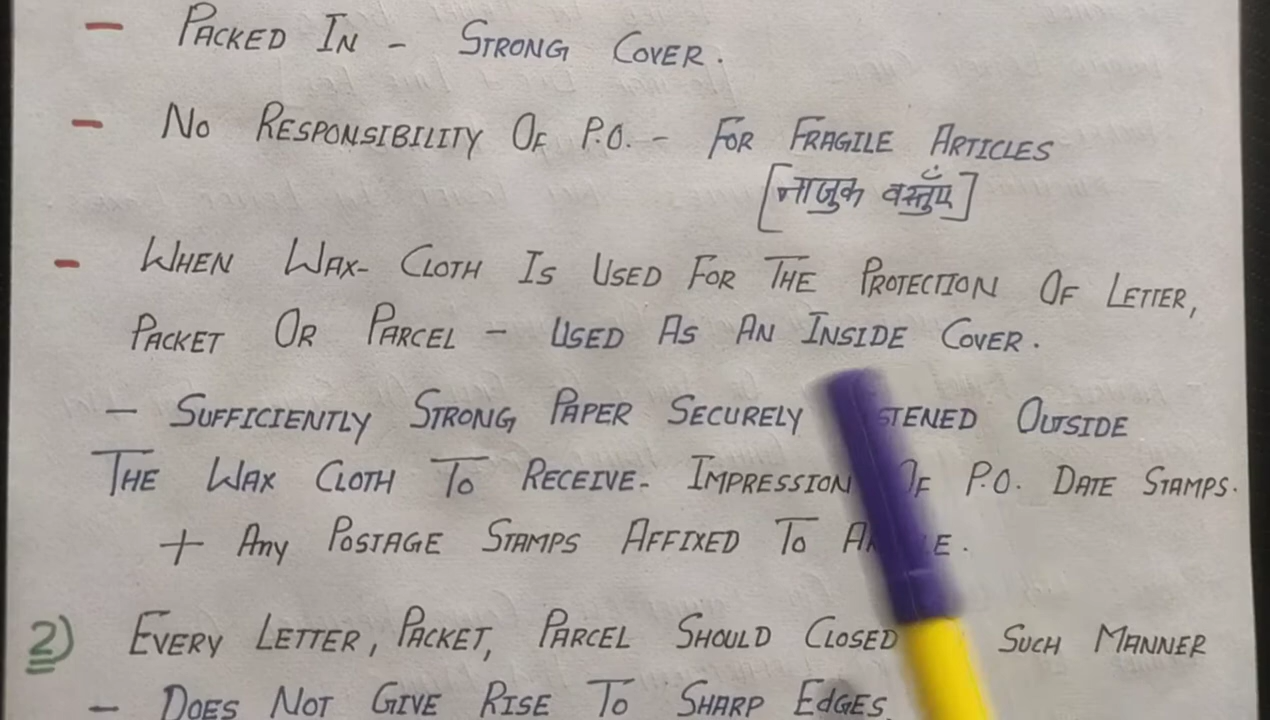 - PACKED IN - STRONG COVER.
- NO RESPONSIBILITY OF P.O. - FOR FRAGILE ARTICLES
[नाजुक वस्तुएँ]
- WHEN WAX- CLOTH IS USED FOR THE PROTECTION OF LETTER,
PACKET OR PARCEL - USED AS AN INSIDE COVER.
- SUFFICIENTLY STRONG PAPER SECURELY OUTSIDE
THE WAX CLOTH TO RECEIVE- IMPRESSION OF P.O. DATE STAMPS.
+ ANY POSTAGE STAMPS AFFIXED TO
2) EVERY LETTER, PACKET, PARCEL SHOULD CLOSED SUCH MANNER
- DOES NOT GIVE RISE TO SHARP EDGES